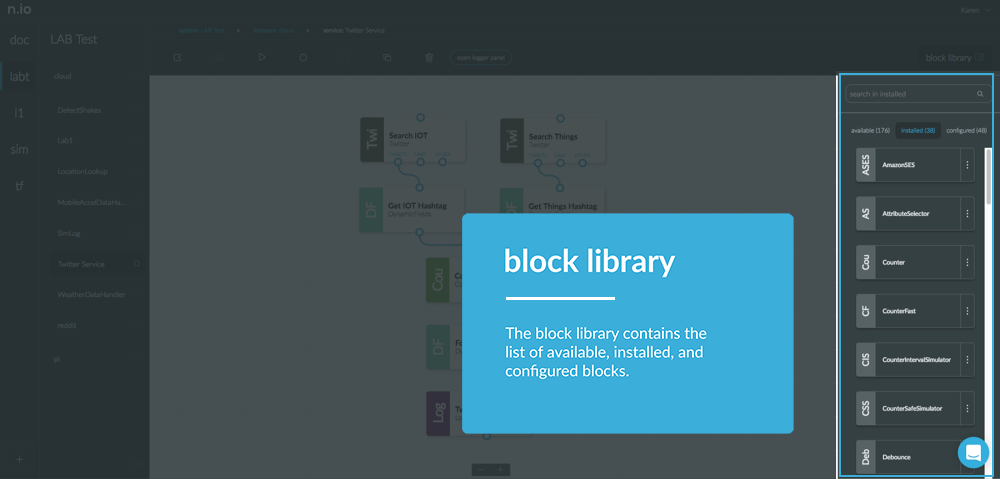 n.io
Karen
doc
labt
l1
sim
tf
LAB Test
cloud
DetectShakes
Lab1
LocationLookup
MobileAccelDataHa...
SimLog
Twitter Service
WeatherDataHandler
reddit
pi
service: Twitter Service
open logger panel
block library
Twi
Search IOT
Twitter
Twi
Search Things
Twitter
DF
Get IOT Hashtag
DynamicFields
DF
Get Things Hashtag
Cou
DF
Log
block library
The block library contains the
list of available, installed, and
configured blocks.
search in installed
available (176)
installed (38)
configured (48)
ASES
AmazonSES
AS
AttributeSelector
Cou
Counter
CF
CounterFast
CIS
CounterIntervalSimulator
CSS
CounterSafeSimulator
Deb
Debounce